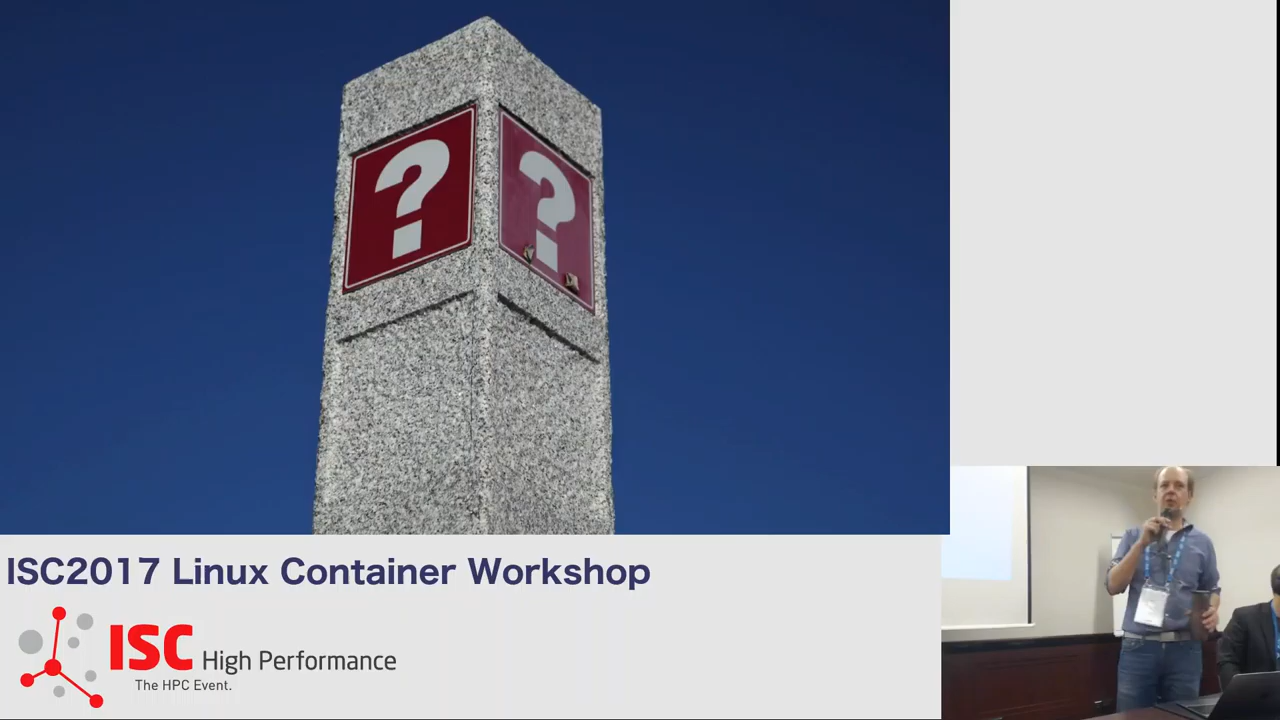 ?
?
ISC2017 Linux Container Workshop
ISC High Performance
The HPC Event.